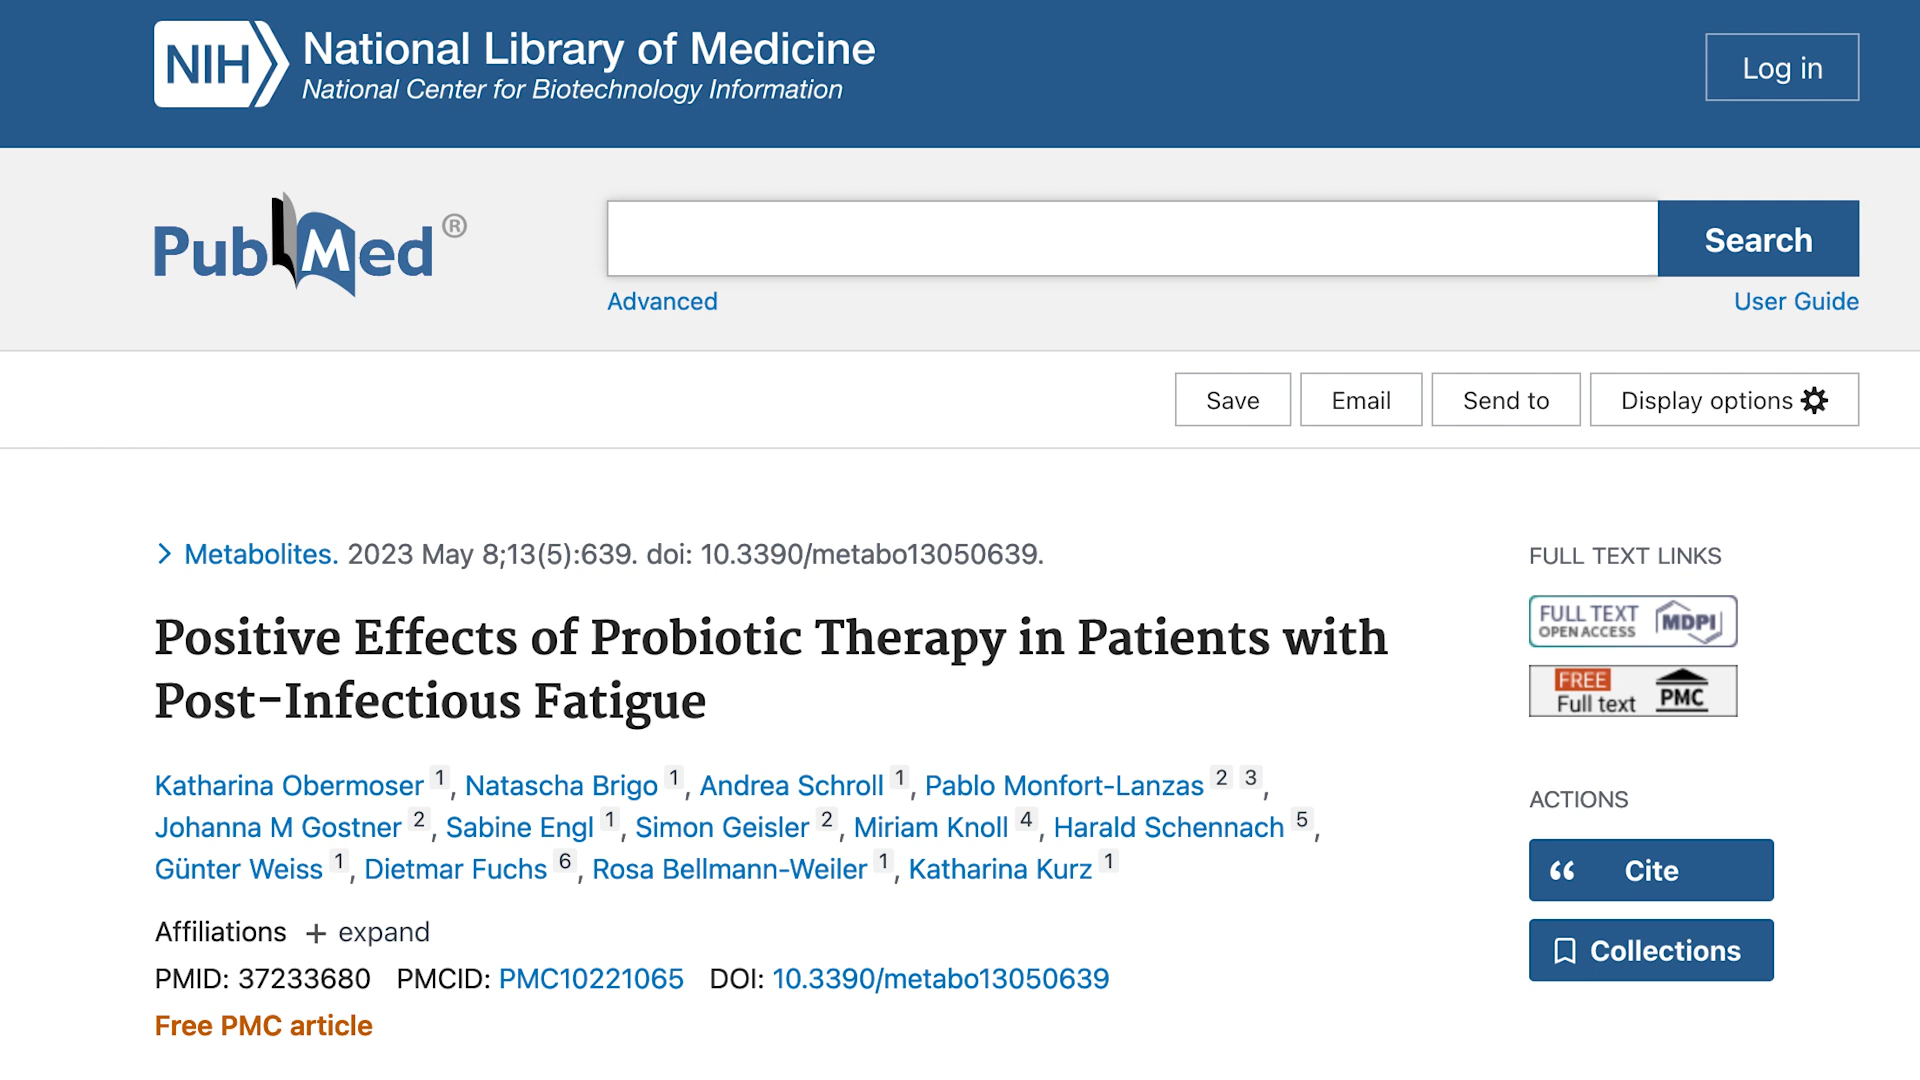 NIH National Library of Medicine
National Center for Biotechnology Information
Log in
PubMed®
Search
Advanced
User Guide
Save
Email
Send to
Display options
Metabolites. 2023 May 8;13(5):639. doi: 10.3390/metabo13050639.
Positive Effects of Probiotic Therapy in Patients with
Post-Infectious Fatigue
Katharina Obermoser 1, Natascha Brigo 1, Andrea Schroll 1, Pablo Monfort-Lanzas 2 3,
Johanna M Gostner 2, Sabine Engl 1, Simon Geisler 2, Miriam Knoll 4, Harald Schennach 5,
Günter Weiss 1, Dietmar Fuchs 6, Rosa Bellmann-Weiler 1, Katharina Kurz 1
Affiliations + expand
PMID: 37233680 PMCID: PMC10221065 DOI: 10.3390/metabo13050639
Free PMC article
FULL TEXT LINKS
FULL TEXT
OPEN ACCESS
MDPI
FREE
Full text
PMC
ACTIONS
Cite
Collections